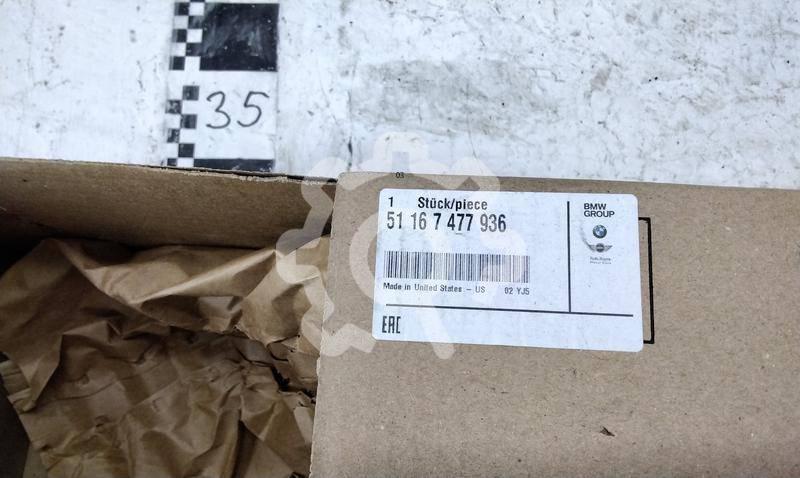 35
03
1 Stück/piece
51 16 7 477 936
BMW
GROUP
Made in United States - US 02 YJ5
EAC